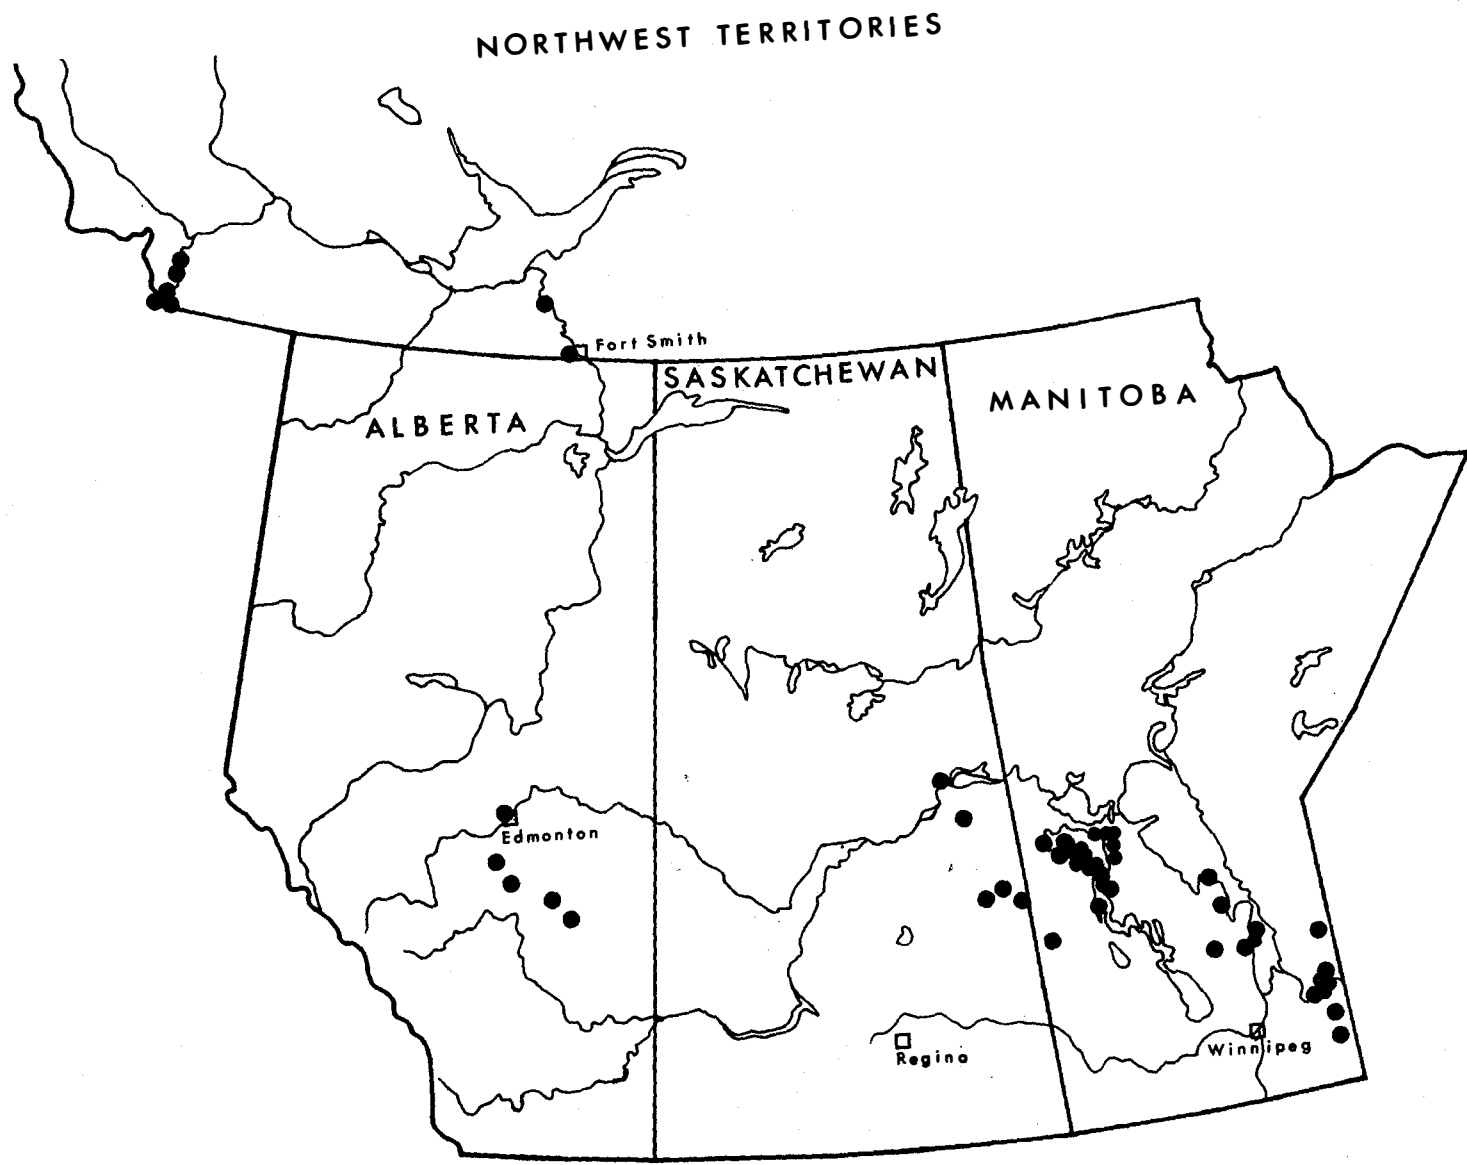 NORTHWEST TERRITORIES
Fort Smith
SASKATCHEWAN
MANITOBA
ALBERTA
Edmonton
Winnipeg
Regina